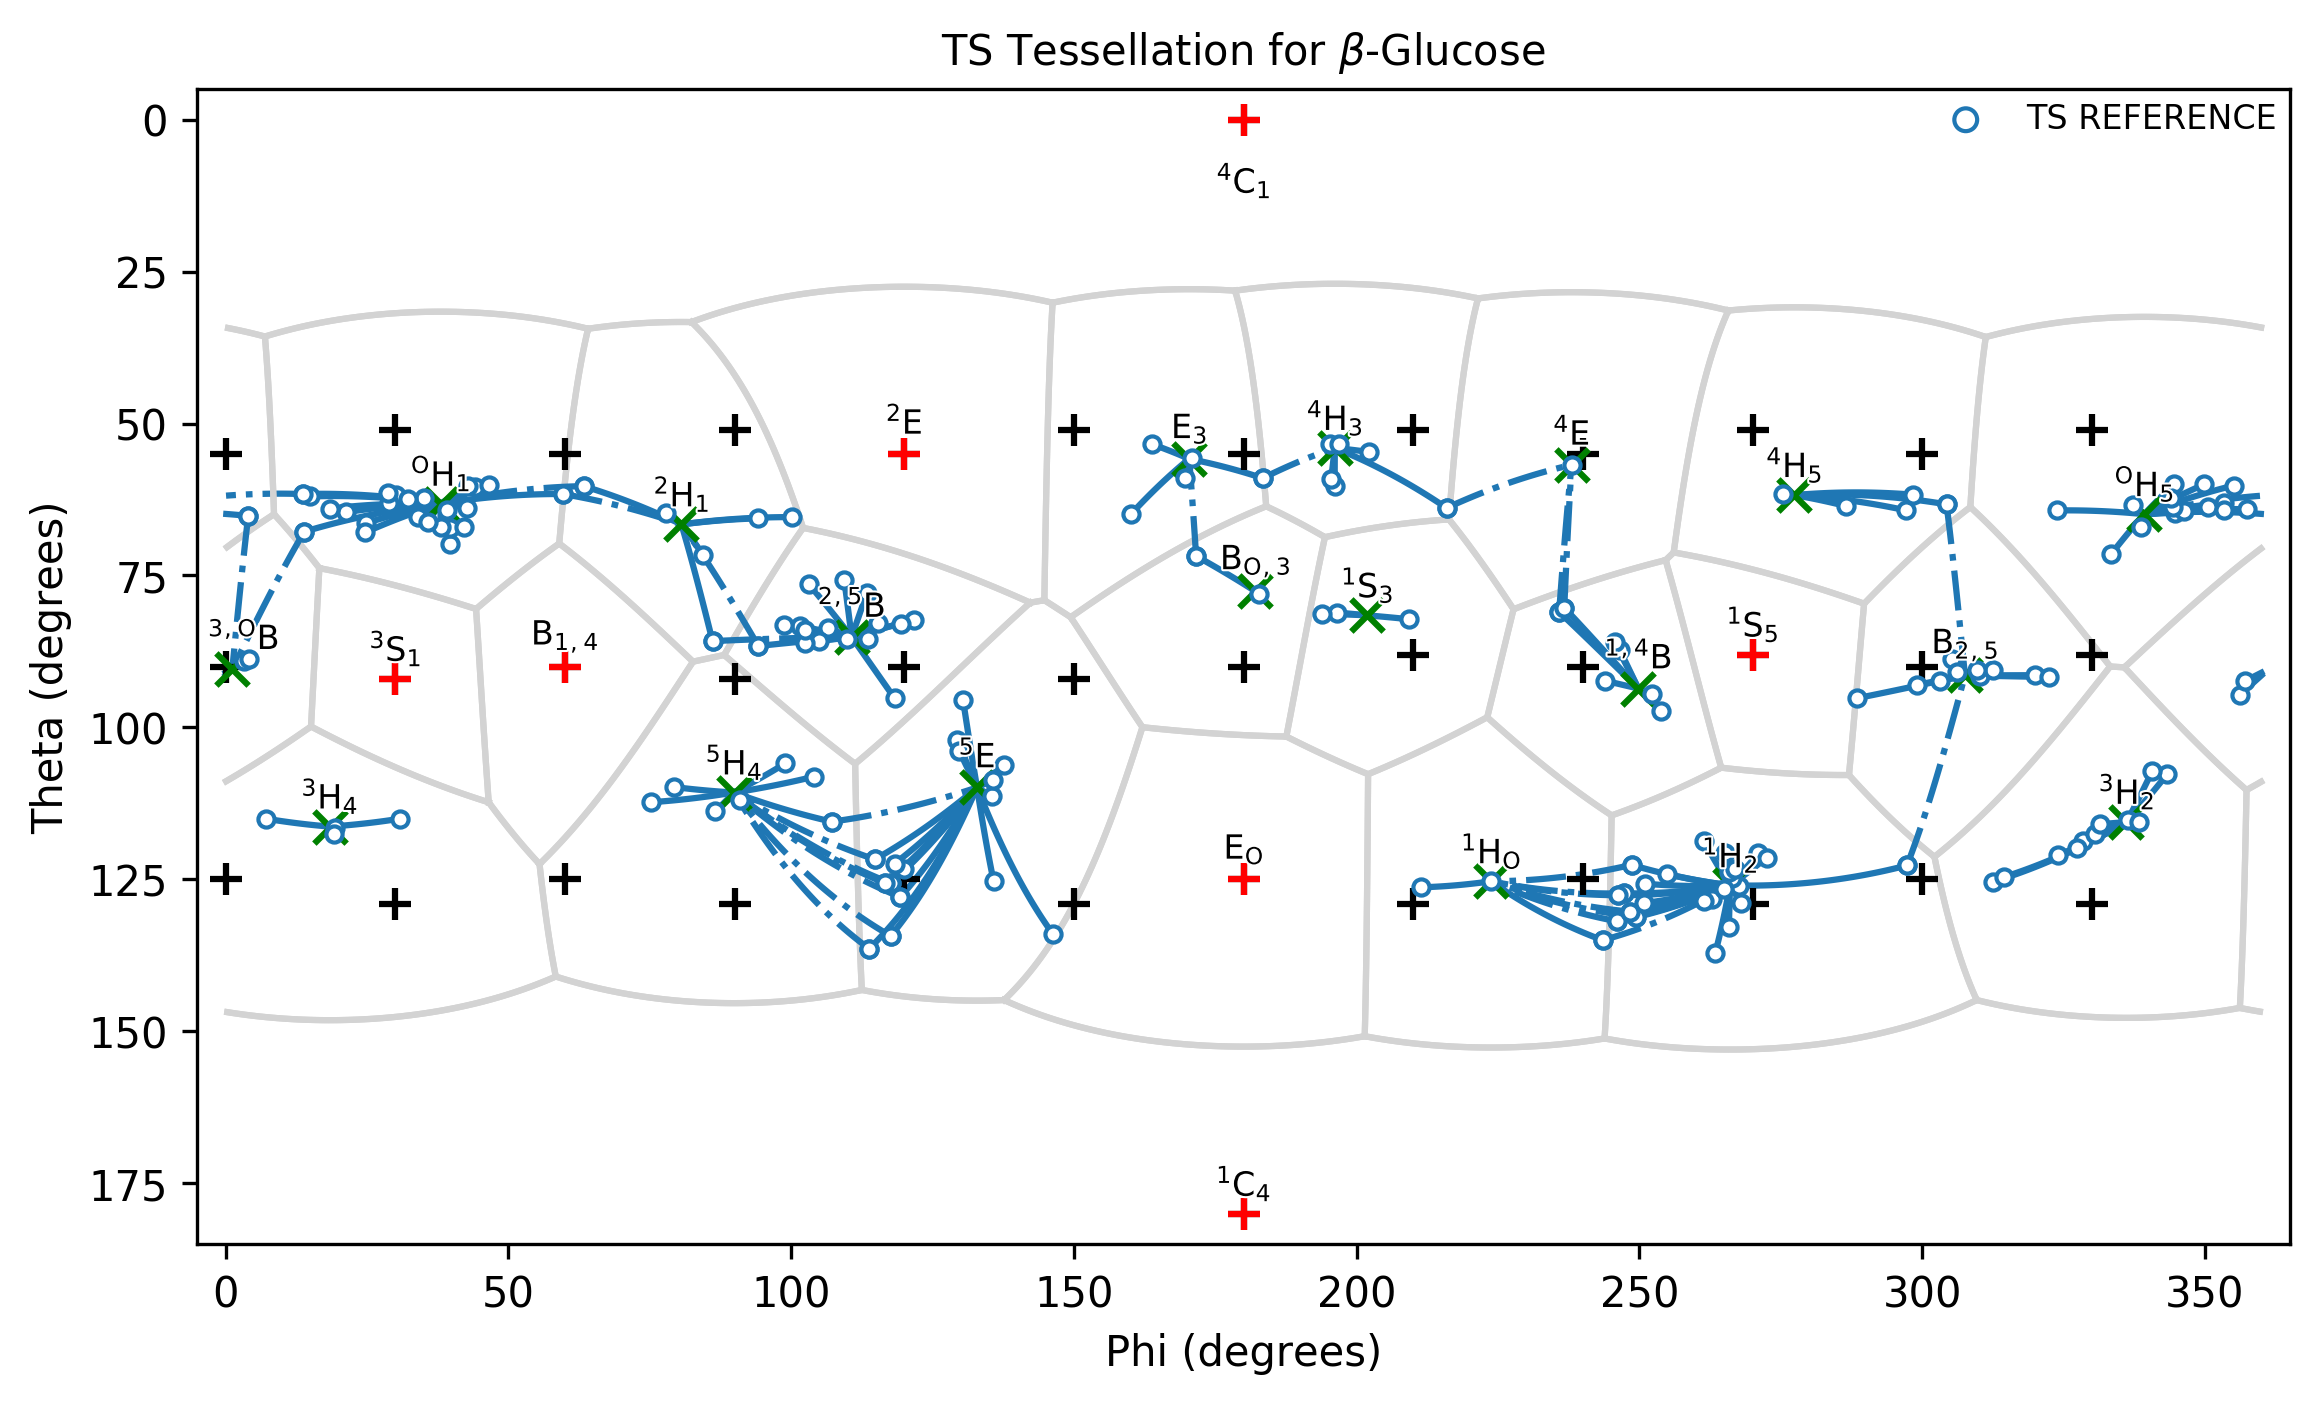 TS Tessellation for β-Glucose
TS REFERENCE
Theta (degrees)
0
25
50
75
100
125
150
175
⁴C₁
²E
E₃
⁴H₃
⁴E
⁴H₅
ᴼH₅
ᴼH₁
²H₁
B_O,3
¹S₃
²,⁵B
³,ᴼB
³S₁
B₁,₄
¹,⁴B
¹S₅
B₂,₅
⁵H₄
⁵E
³H₄
³H₂
E_O
¹H_O
¹H₂
¹C₄
0
50
100
150
200
250
300
350
Phi (degrees)